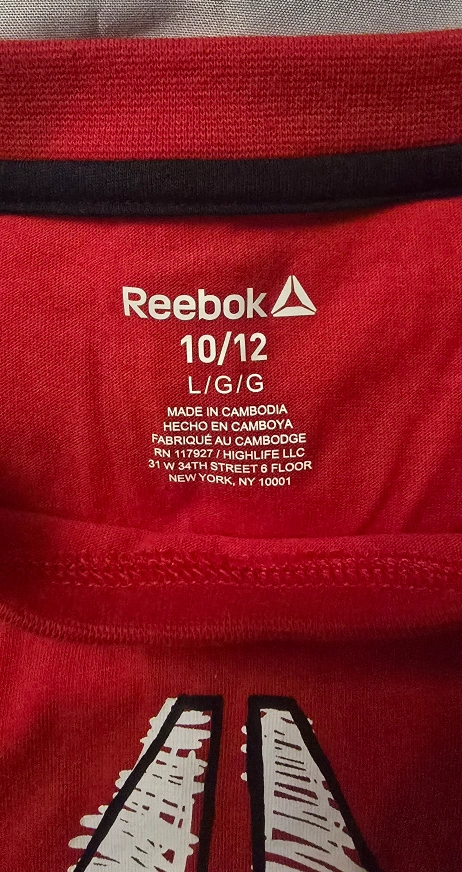 Reebok
10/12
L/G/G
MADE IN CAMBODIA
HECHO EN CAMBOYA
FABRIQUÉ AU CAMBODGE
RN 117927 / HIGHLIFE LLC
31 W 34TH STREET 6 FLOOR
NEW YORK, NY 10001